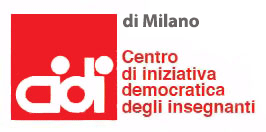 di Milano
cidi
Centro
di iniziativa
democratica
degli insegnanti